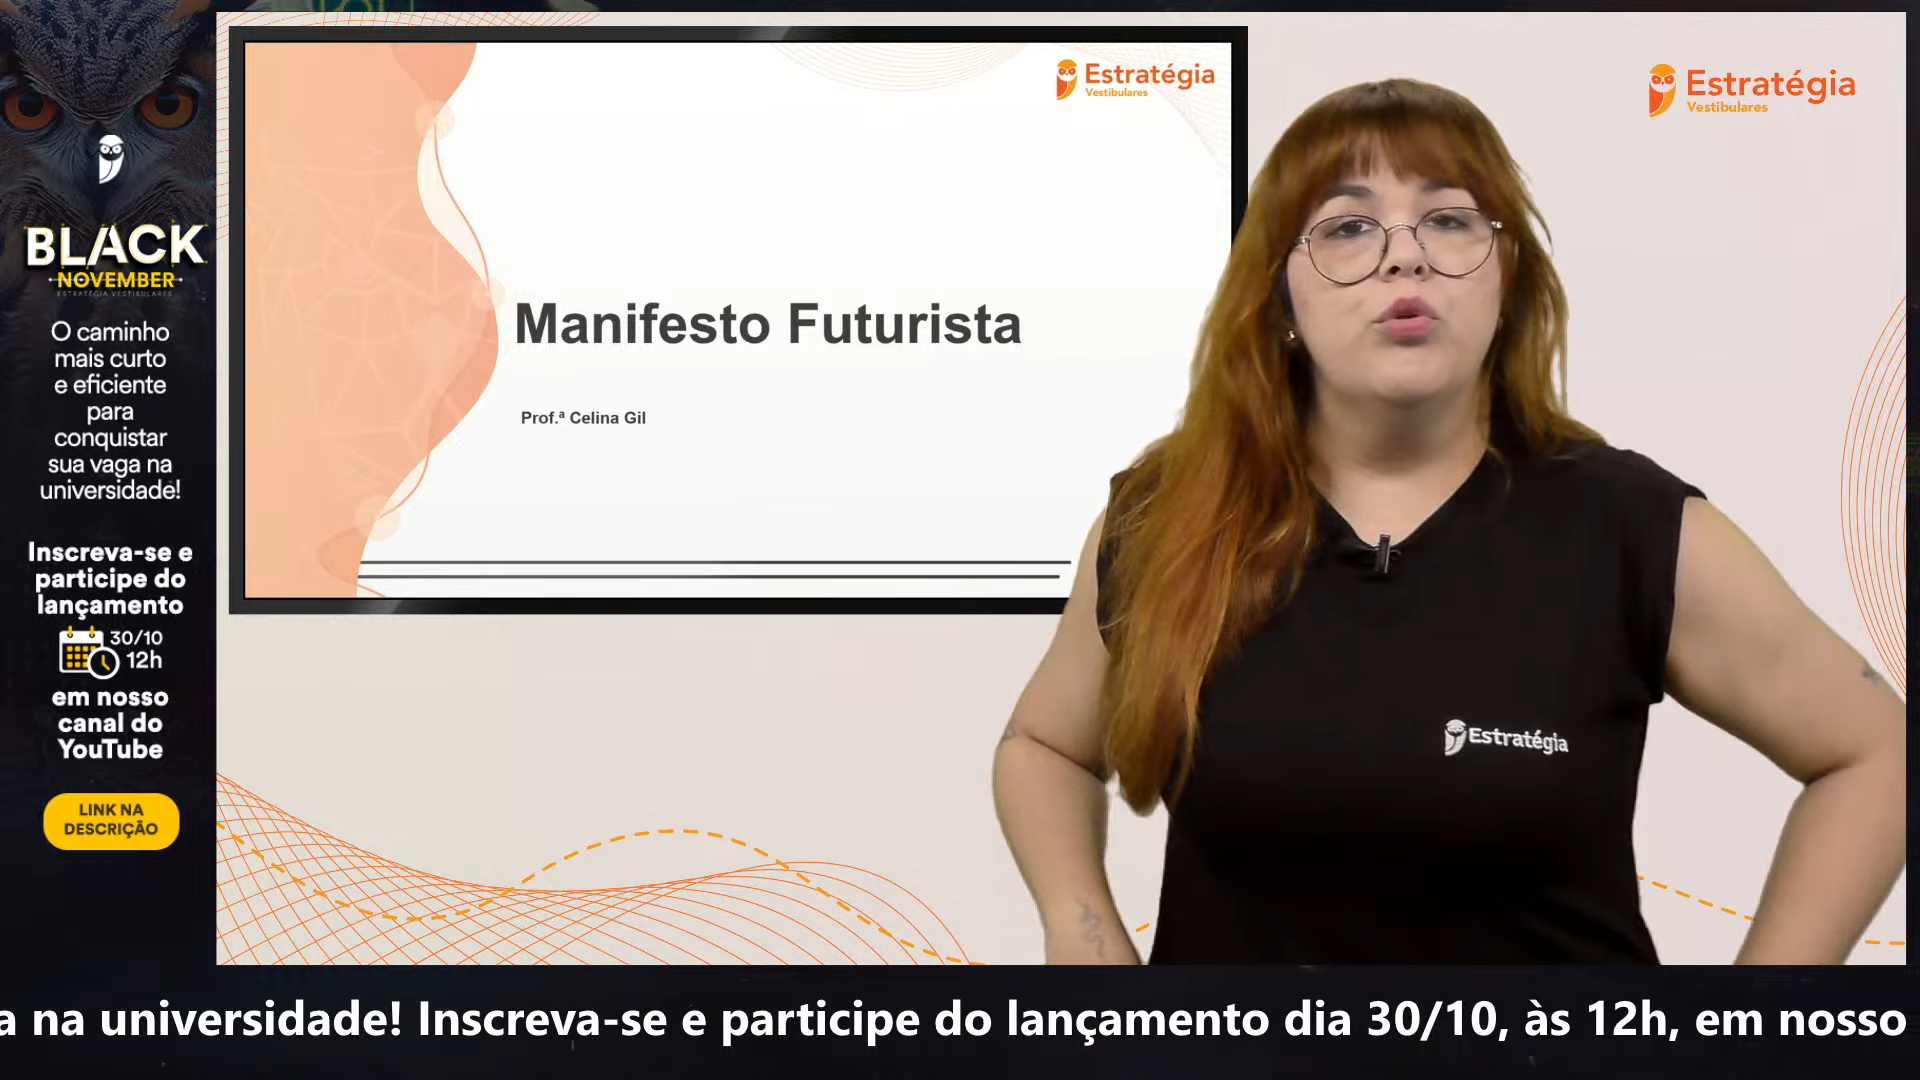 BLACK
NOVEMBER
ESTRATÉGIA VESTIBULARES
O caminho
mais curto
e eficiente
para
conquistar
sua vaga na
universidade!
Inscreva-se e
participe do
lançamento
30/10
12h
em nosso
canal do
YouTube
LINK NA
DESCRIÇÃO
Estratégia
Vestibulares
Manifesto Futurista
Prof.ª Celina Gil
Estratégia
Vestibulares
Estratégia
a na universidade! Inscreva-se e participe do lançamento dia 30/10, às 12h, em nosso